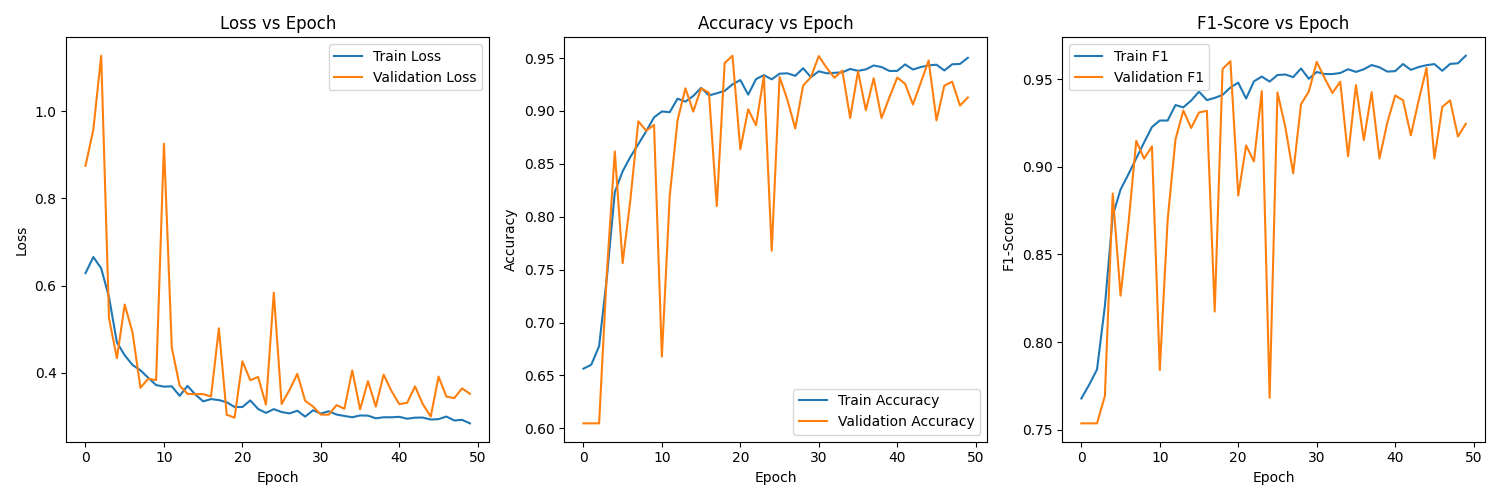 Loss vs Epoch
Train Loss
Validation Loss
1.0
0.8
0.6
0.4
Loss
0 10 20 30 40 50
Epoch
Accuracy vs Epoch
0.95
0.90
0.85
0.80
0.75
0.70
0.65
0.60
Accuracy
Train Accuracy
Validation Accuracy
0 10 20 30 40 50
Epoch
F1-Score vs Epoch
Train F1
Validation F1
0.95
0.90
0.85
0.80
0.75
F1-Score
0 10 20 30 40 50
Epoch